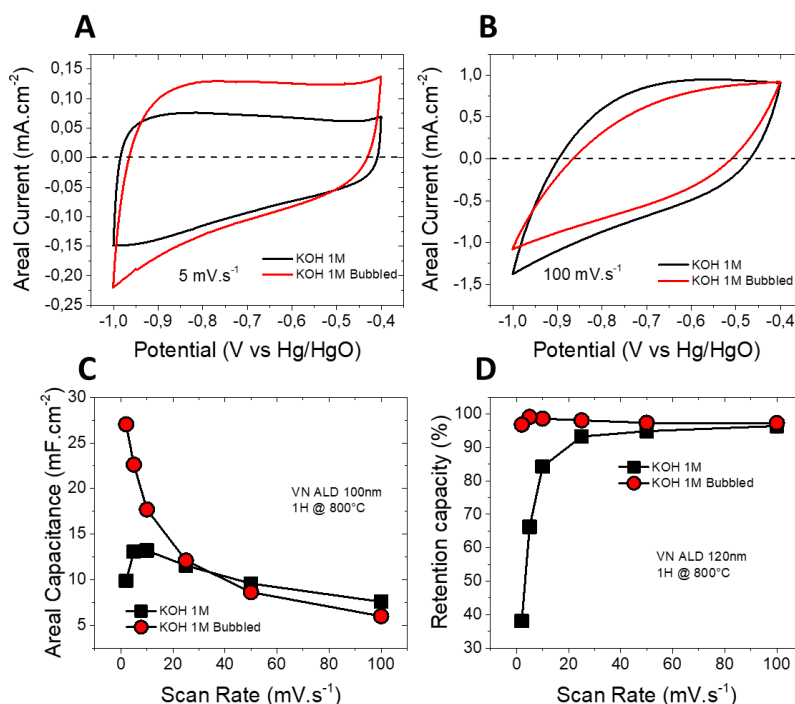 A
0,15
0,10
0,05
0,00
-0,05
-0,10
-0,15
-0,20
-0,25
Areal Current (mA.cm⁻²)
5 mV.s⁻¹
KOH 1M
KOH 1M Bubbled
-1,0 -0,9 -0,8 -0,7 -0,6 -0,5 -0,4
Potential (V vs Hg/HgO)
B
1,0
0,5
0,0
-0,5
-1,0
-1,5
Areal Current (mA.cm⁻²)
100 mV.s⁻¹
KOH 1M
KOH 1M Bubbled
-1,0 -0,9 -0,8 -0,7 -0,6 -0,5 -0,4
Potential (V vs Hg/HgO)
C
30
25
20
15
10
5
Areal Capacitance (mF.cm⁻²)
VN ALD 100nm
1H @ 800°C
KOH 1M
KOH 1M Bubbled
0 20 40 60 80 100
Scan Rate (mV.s⁻¹)
D
110
100
90
80
70
60
50
40
30
Retention capacity (%)
KOH 1M
KOH 1M Bubbled
VN ALD 120nm
1H @ 800°C
0 20 40 60 80 100
Scan Rate (mV.s⁻¹)